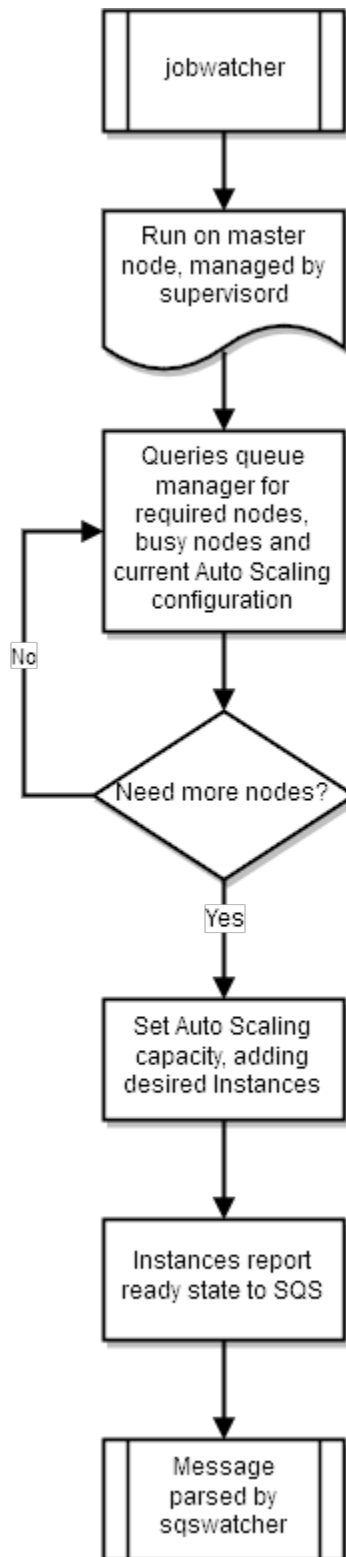 jobwatcher
Run on master
node, managed by
supervisord
Queries queue
manager for
required nodes,
busy nodes and
current Auto Scaling
configuration
No
Need more nodes?
Yes
Set Auto Scaling
capacity, adding
desired Instances
Instances report
ready state to SQS
Message
parsed by
sqswatcher